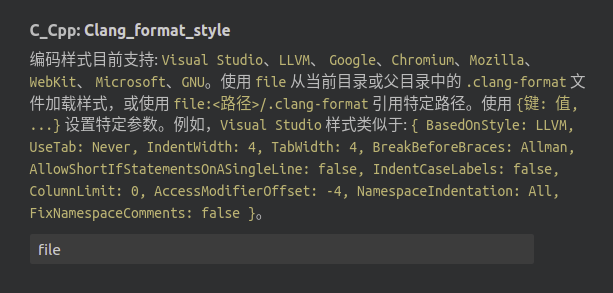 C_Cpp: Clang_format_style
编码样式目前支持: Visual Studio、LLVM、 Google、Chromium、Mozilla、
WebKit、 Microsoft、GNU。使用 file 从当前目录或父目录中的 .clang-format 文
件加载样式，或使用 file:<路径>/.clang-format 引用特定路径。使用 {键: 值,
...} 设置特定参数。例如，Visual Studio 样式类似于: { BasedOnStyle: LLVM,
UseTab: Never, IndentWidth: 4, TabWidth: 4, BreakBeforeBraces: Allman,
AllowShortIfStatementsOnASingleLine: false, IndentCaseLabels: false,
ColumnLimit: 0, AccessModifierOffset: -4, NamespaceIndentation: All,
FixNamespaceComments: false }。
file